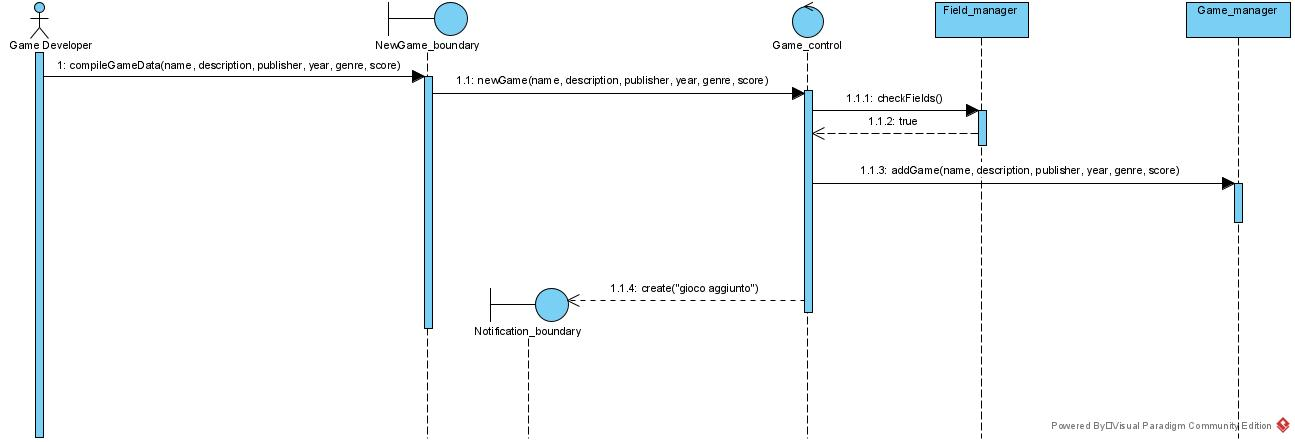 Game Developer
NewGame_boundary
Game_control
Field_manager
Game_manager
1: compileGameData(name, description, publisher, year, genre, score)
1.1: newGame(name, description, publisher, year, genre, score)
1.1.1: checkFields()
1.1.2: true
1.1.3: addGame(name, description, publisher, year, genre, score)
1.1.4: create("gioco aggiunto")
Notification_boundary
Powered By□Visual Paradigm Community Edition